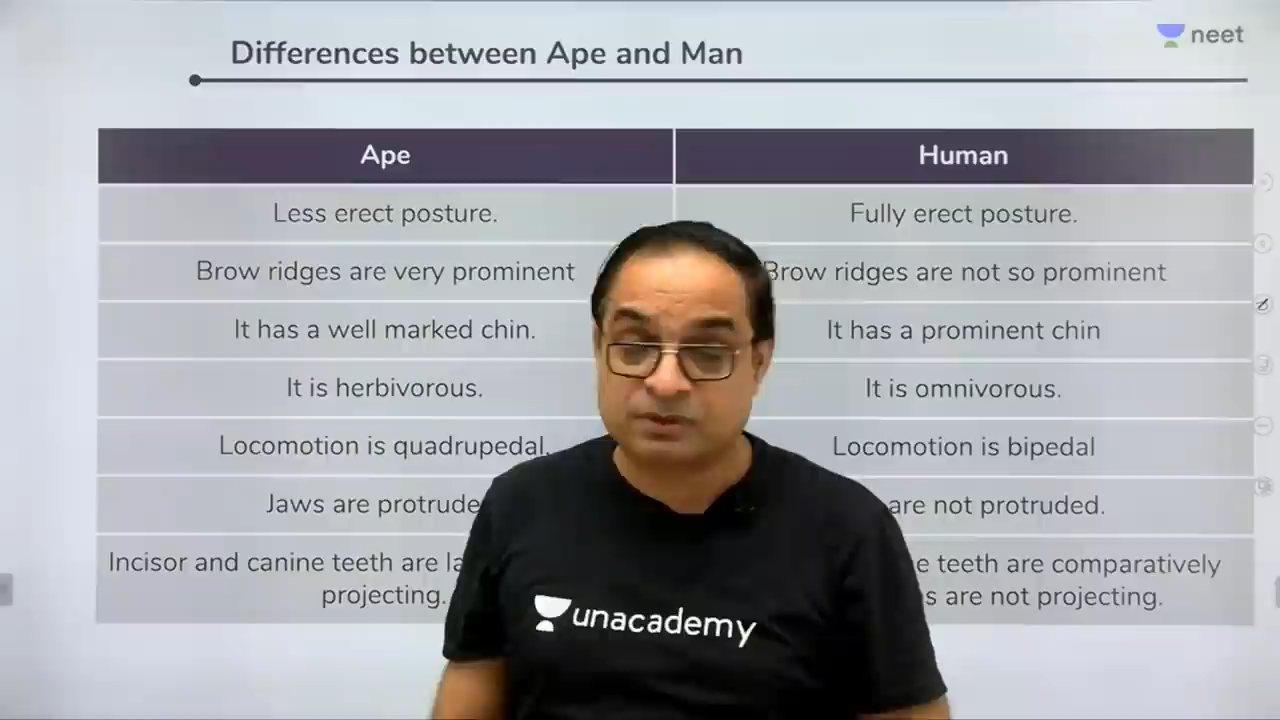 Differences between Ape and Man
neet
Ape
Human
Less erect posture.
Fully erect posture.
Brow ridges are very prominent
Brow ridges are not so prominent
It has a well marked chin.
It has a prominent chin
It is herbivorous.
It is omnivorous.
Locomotion is quadrupedal.
Locomotion is bipedal
Jaws are
are not protruded.
Incisor and canine teeth are
projecting.
teeth are comparatively
are not projecting.
unacademy